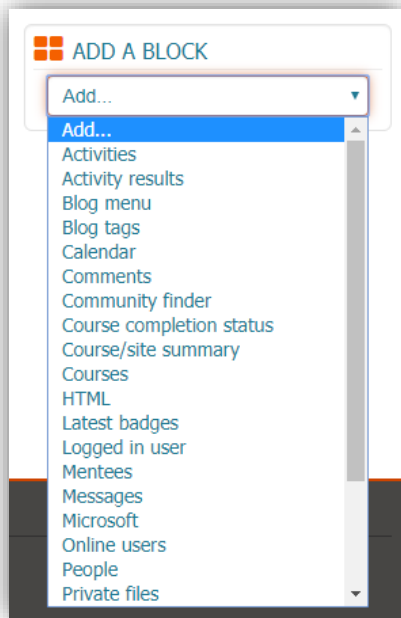 ADD A BLOCK
Add...
Add...
Activities
Activity results
Blog menu
Blog tags
Calendar
Comments
Community finder
Course completion status
Course/site summary
Courses
HTML
Latest badges
Logged in user
Mentees
Messages
Microsoft
Online users
People
Private files